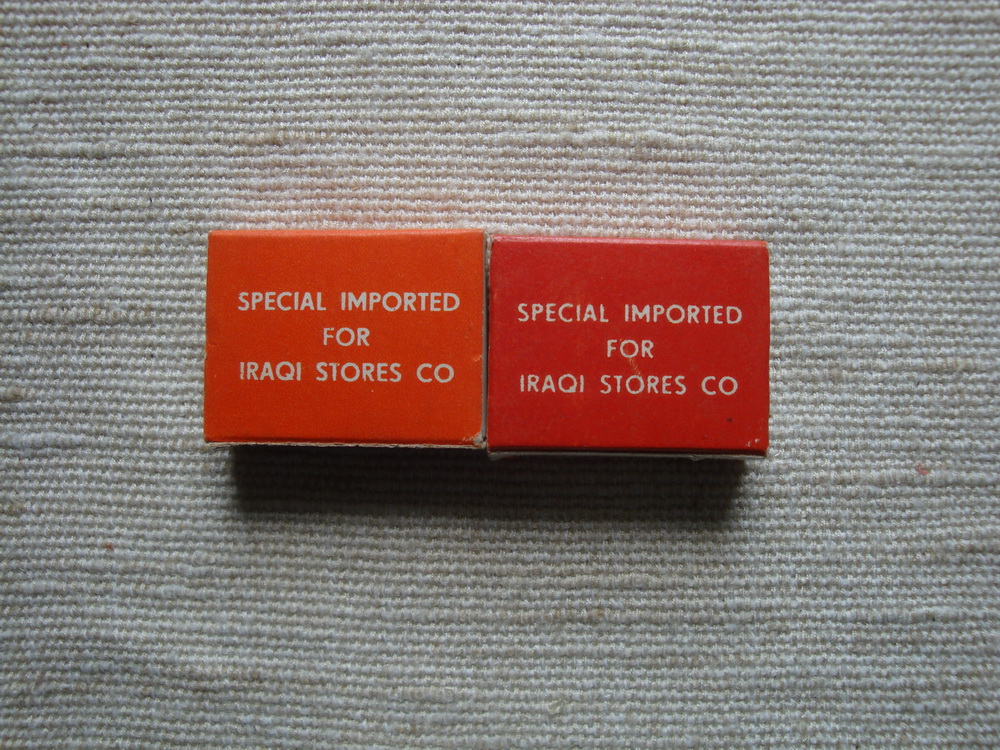 SPECIAL IMPORTED
FOR
IRAQI STORES CO
SPECIAL IMPORTED
FOR
IRAQI STORES CO